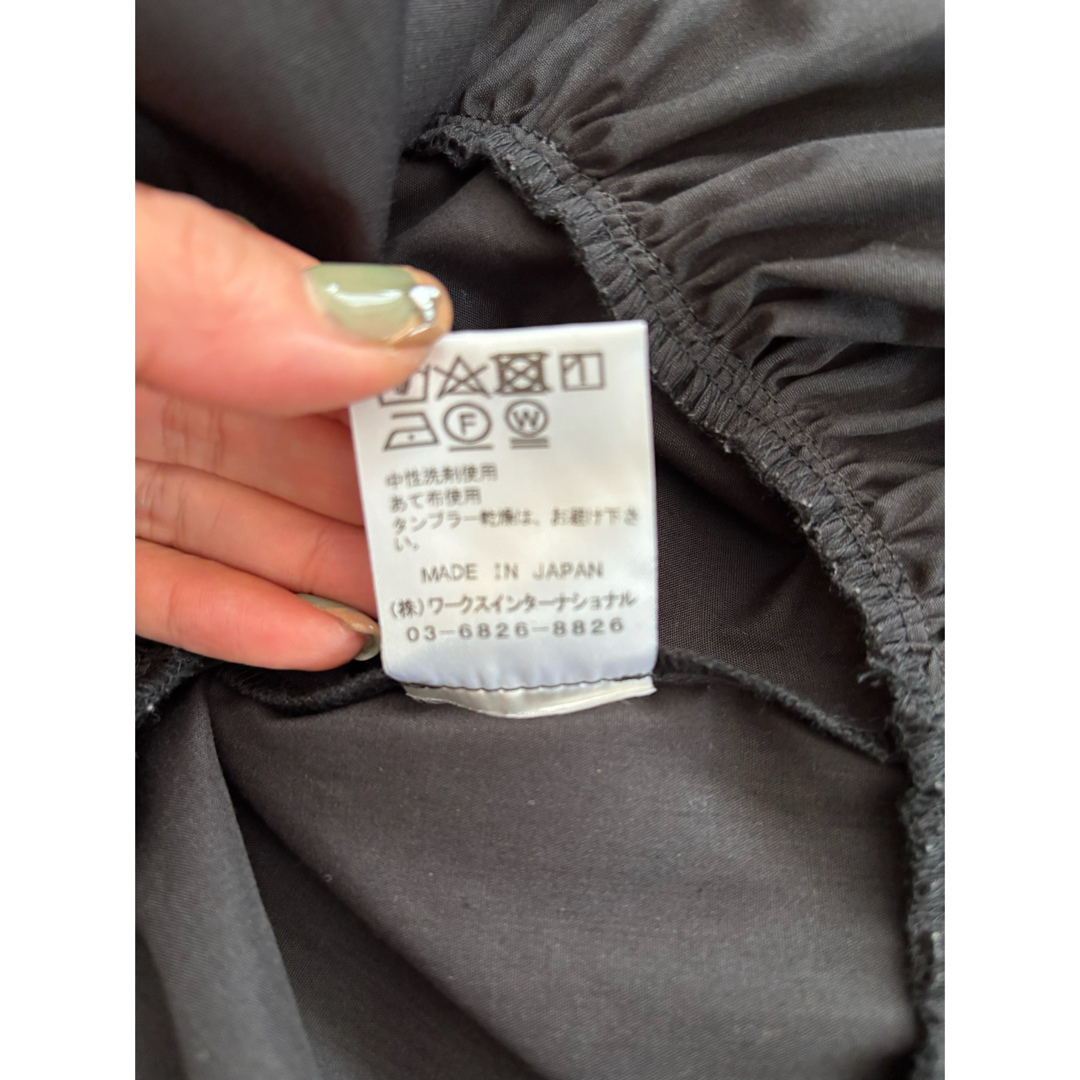 F W
中性洗剤使用
あて布使用
タンブラー乾燥は、お避け下さ
い。
MADE IN JAPAN
(株)ワークスインターナショナル
03-6826-8826